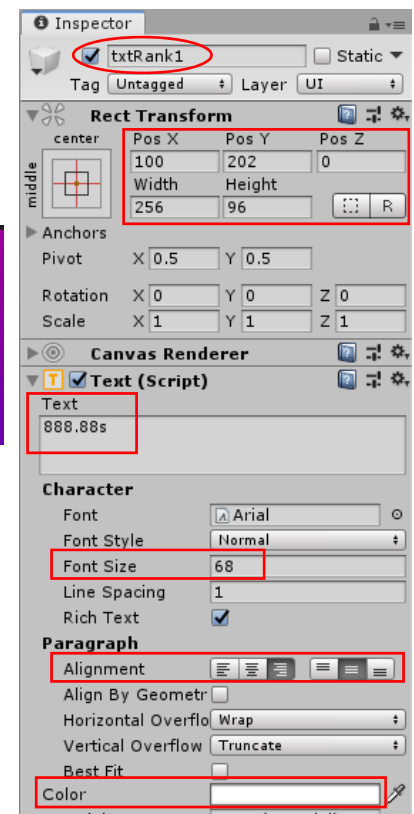 Inspector
txtRank1 Static
Tag Untagged Layer UI
Rect Transform
center Pos X Pos Y Pos Z
middle 100 202 0
Width Height
256 96 R
Anchors
Pivot X 0.5 Y 0.5
Rotation X 0 Y 0 Z 0
Scale X 1 Y 1 Z 1
Canvas Renderer
T Text (Script)
Text
888.88s
Character
Font Arial
Font Style Normal
Font Size 68
Line Spacing 1
Rich Text
Paragraph
Alignment
Align By Geometr
Horizontal Overflo Wrap
Vertical Overflow Truncate
Best Fit
Color